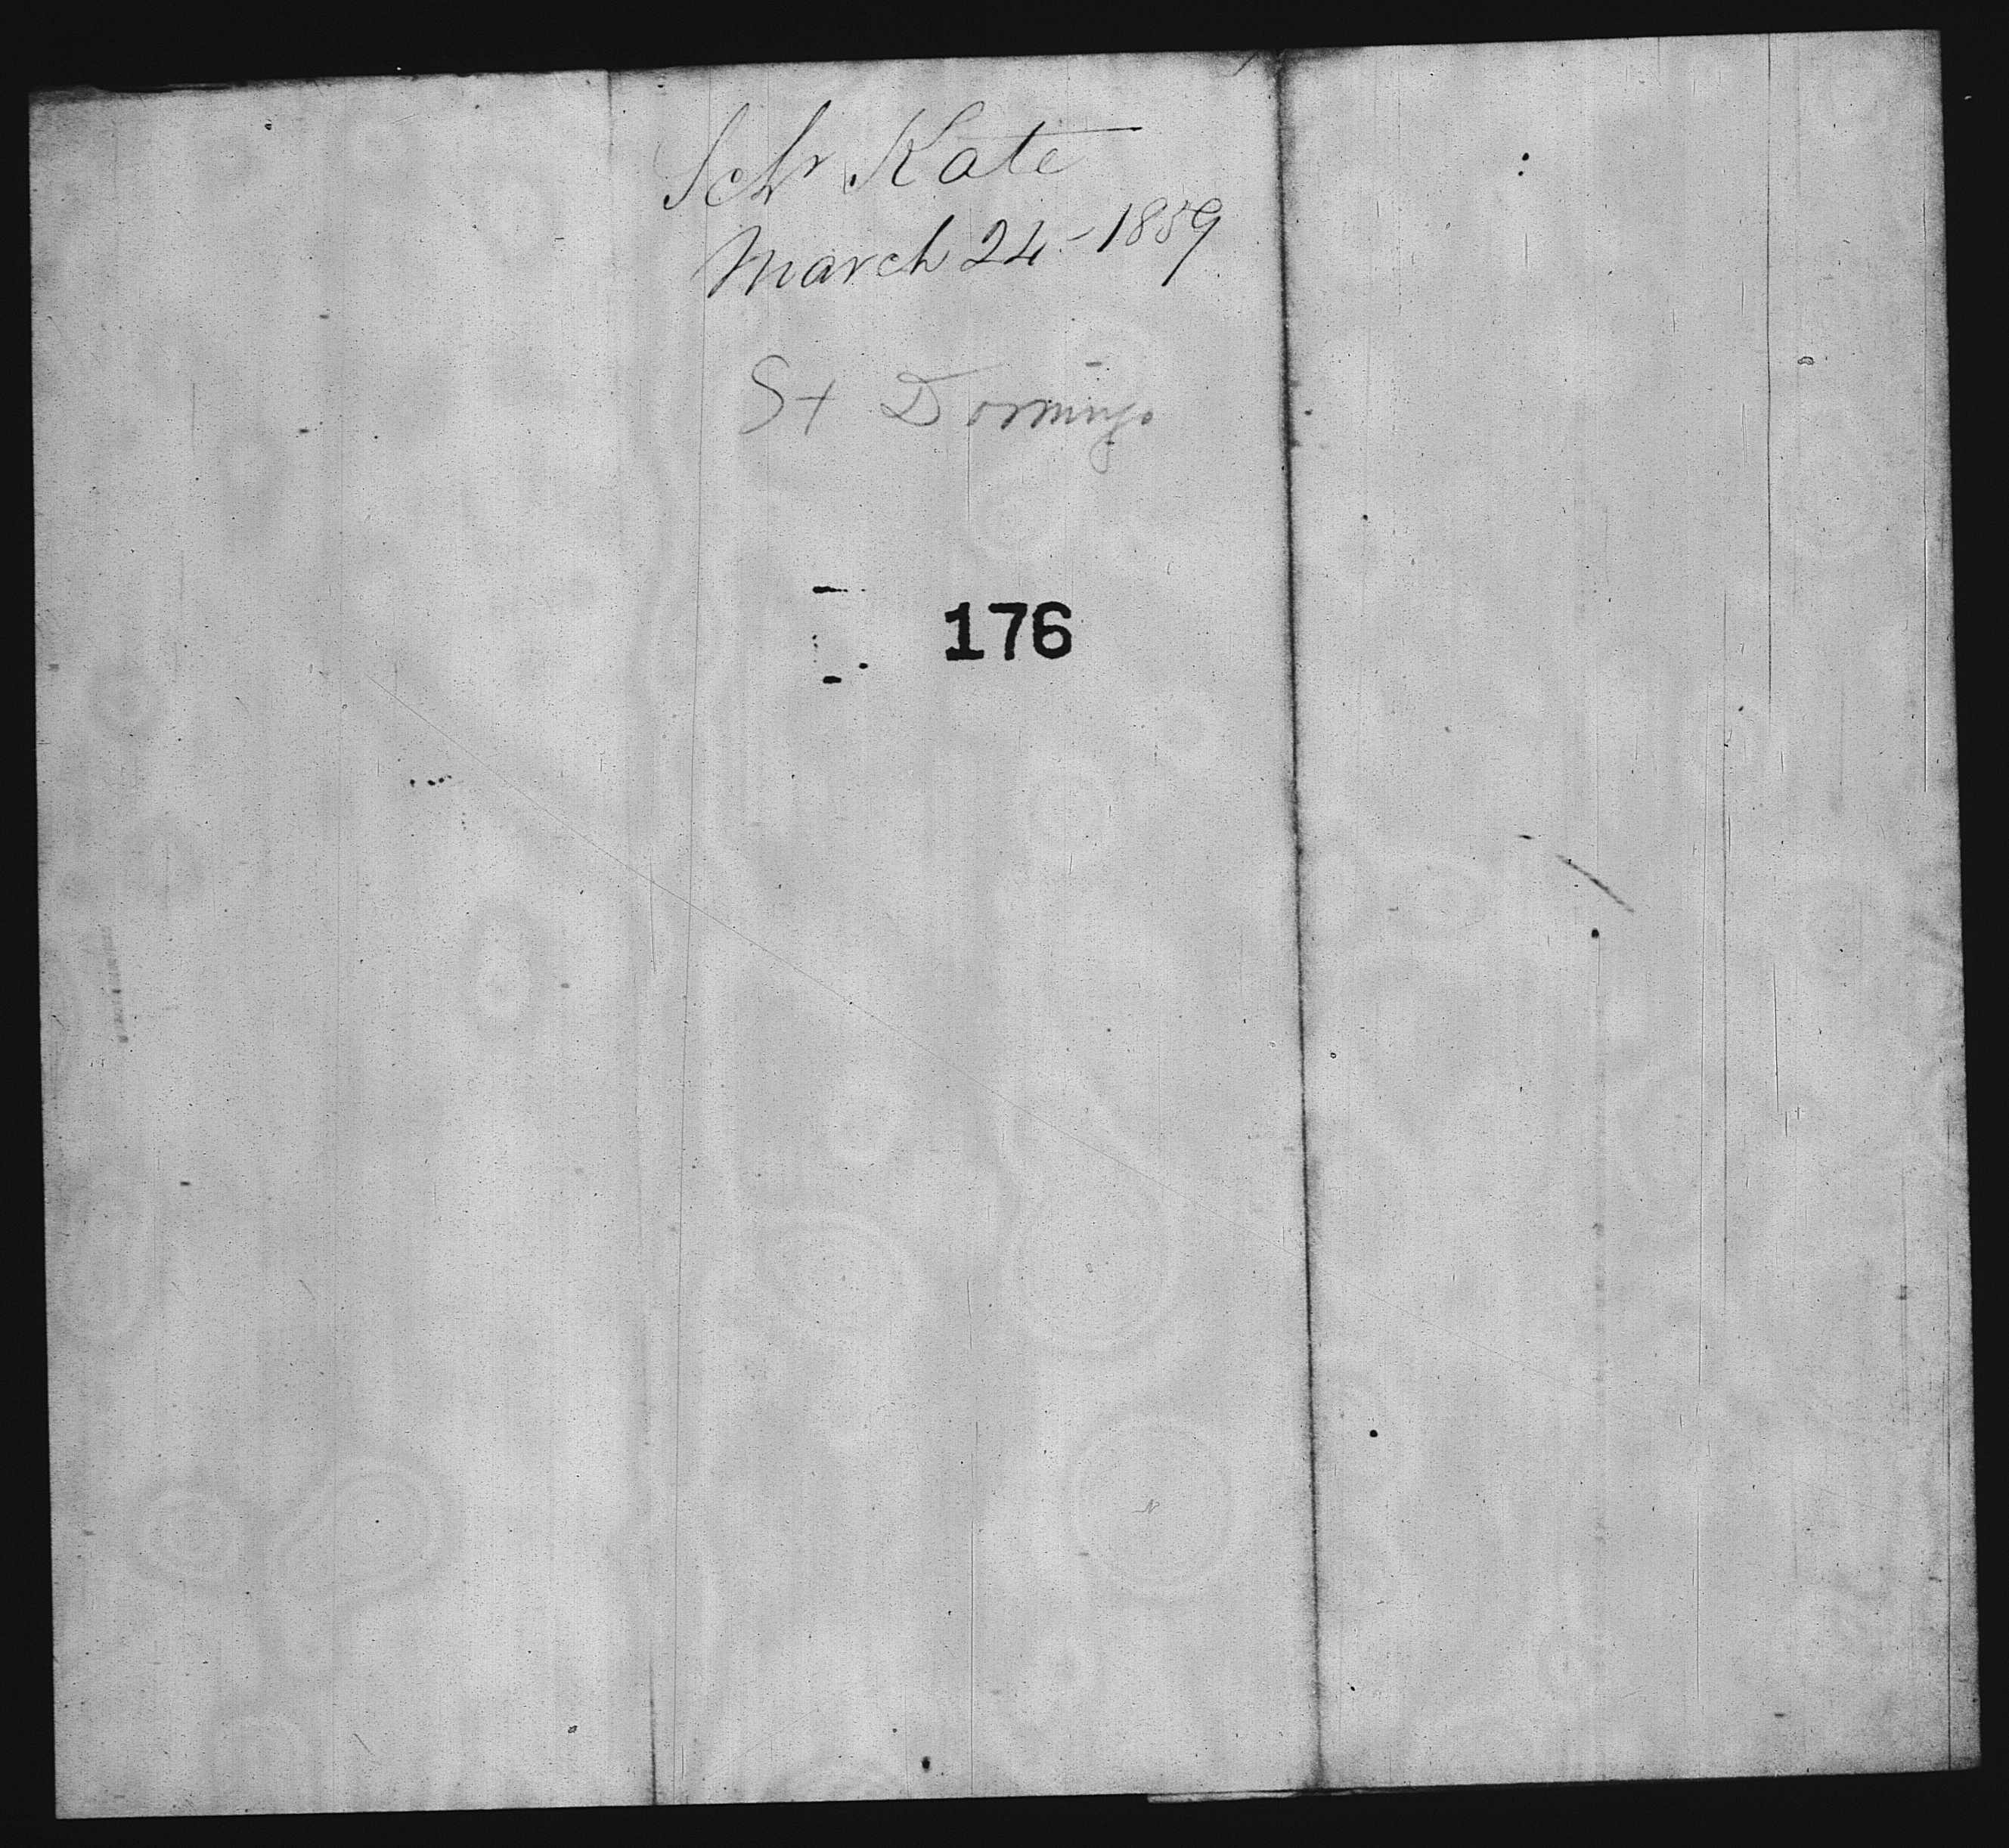 Schr Kate
March 24 - 1859
St Domingo
176